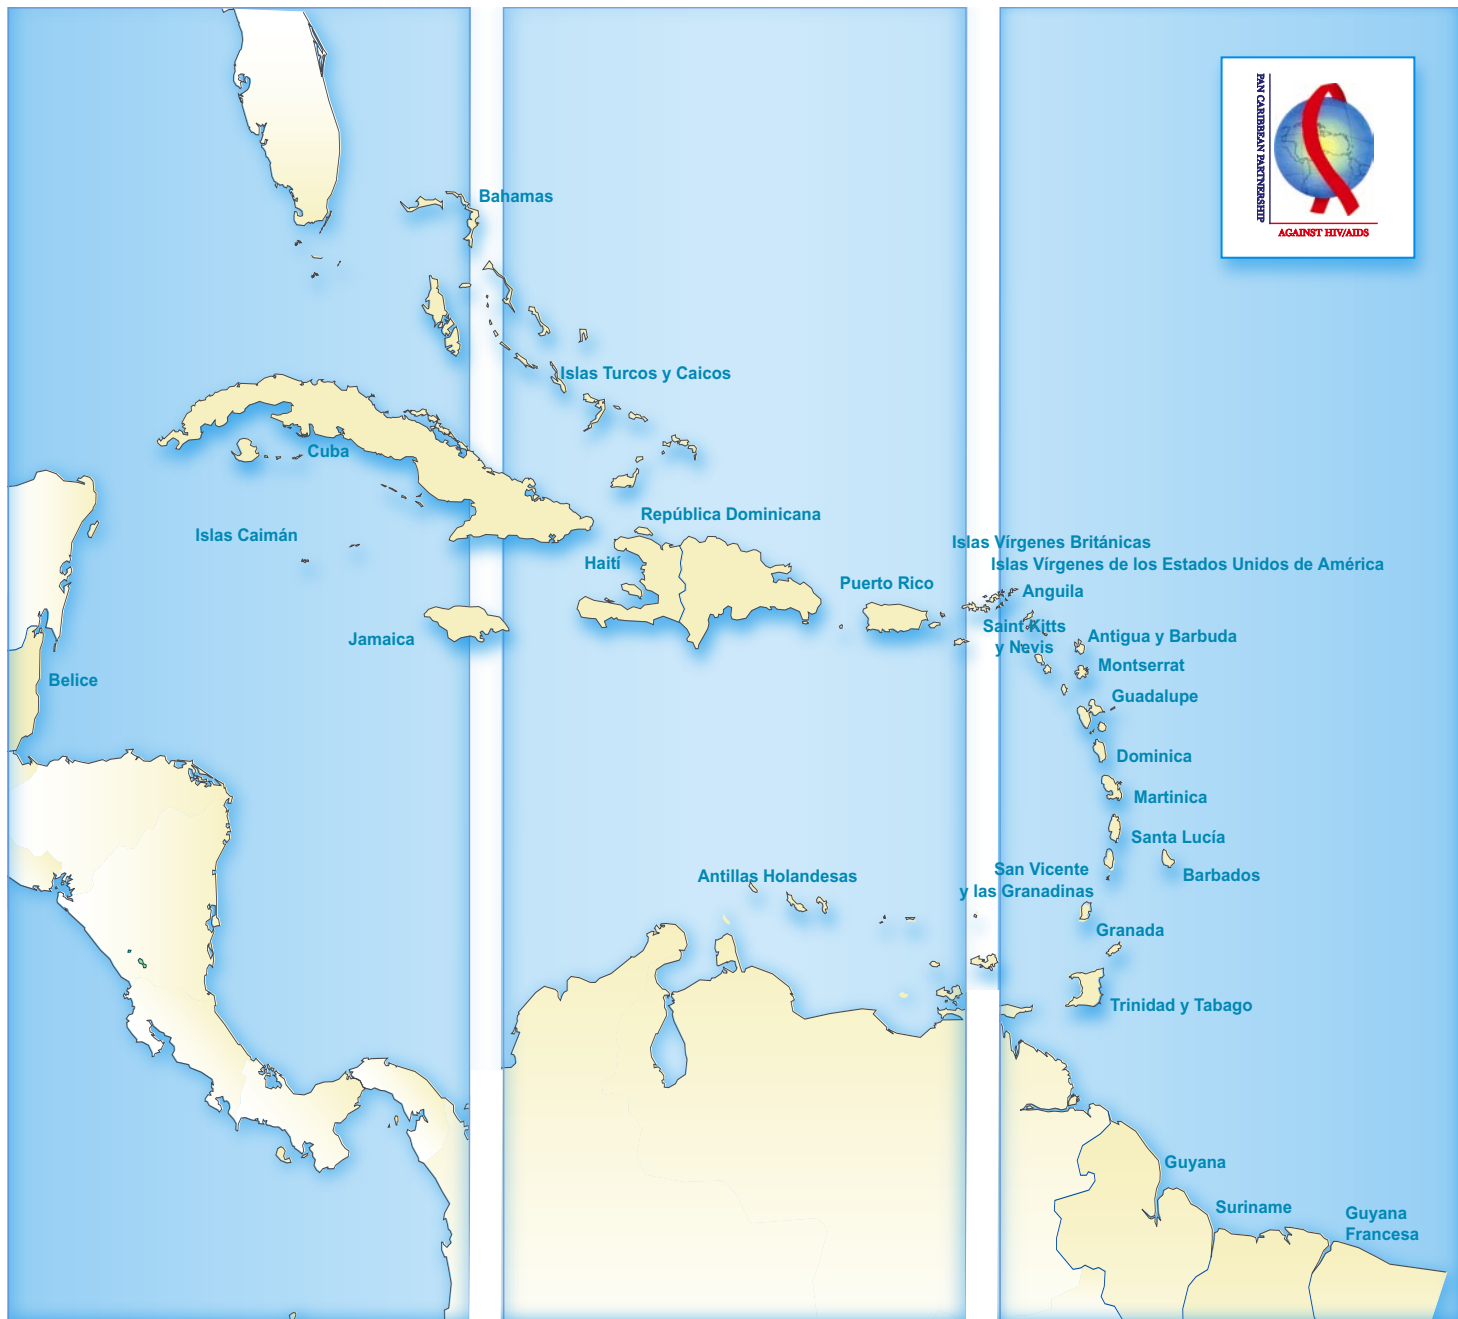 PAN CARIBBEAN PARTNERSHIP
AGAINST HIV/AIDS
Bahamas
Islas Turcos y Caicos
Cuba
República Dominicana
Islas Caimán
Islas Vírgenes Británicas
Haití
Islas Vírgenes de los Estados Unidos de América
Puerto Rico
Anguila
Saint Kitts
y Nevis
Jamaica
Antigua y Barbuda
Montserrat
Belice
Guadalupe
Dominica
Martinica
Santa Lucía
San Vicente
y las Granadinas
Antillas Holandesas
Barbados
Granada
Trinidad y Tabago
Guyana
Suriname
Guyana
Francesa